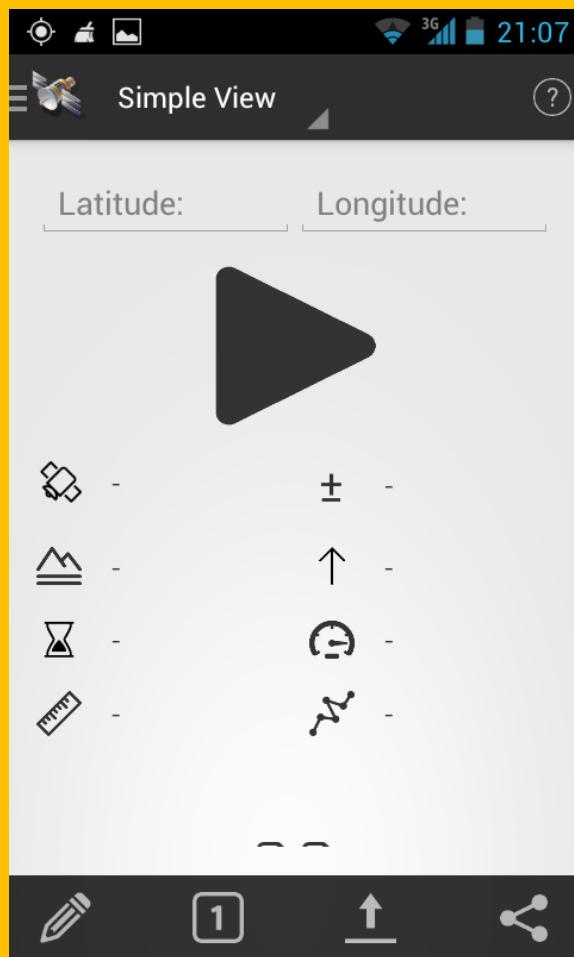 3G 21:07
Simple View ?
Latitude: Longitude:
- ± -
- -
- -
- -
1